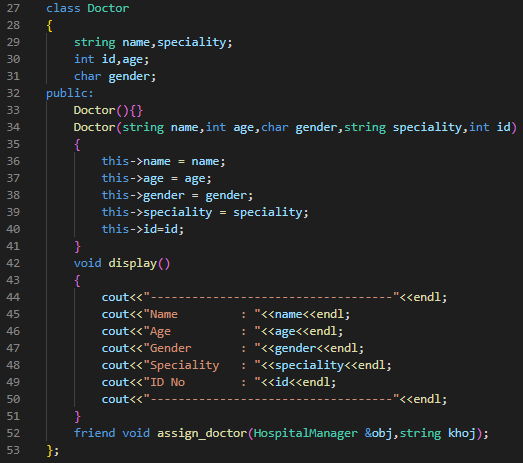 27 class Doctor
28 {
29     string name,speciality;
30     int id,age;
31     char gender;
32 public:
33     Doctor(){}
34     Doctor(string name,int age,char gender,string speciality,int id)
35     {
36         this->name = name;
37         this->age = age;
38         this->gender = gender;
39         this->speciality = speciality;
40         this->id=id;
41     }
42     void display()
43     {
44         cout<<"-----------------------------------"<<endl;
45         cout<<"Name         : "<<name<<endl;
46         cout<<"Age          : "<<age<<endl;
47         cout<<"Gender       : "<<gender<<endl;
48         cout<<"Speciality   : "<<speciality<<endl;
49         cout<<"ID No        : "<<id<<endl;
50         cout<<"-----------------------------------"<<endl;
51     }
52     friend void assign_doctor(HospitalManager &obj,string khoj);
53 };